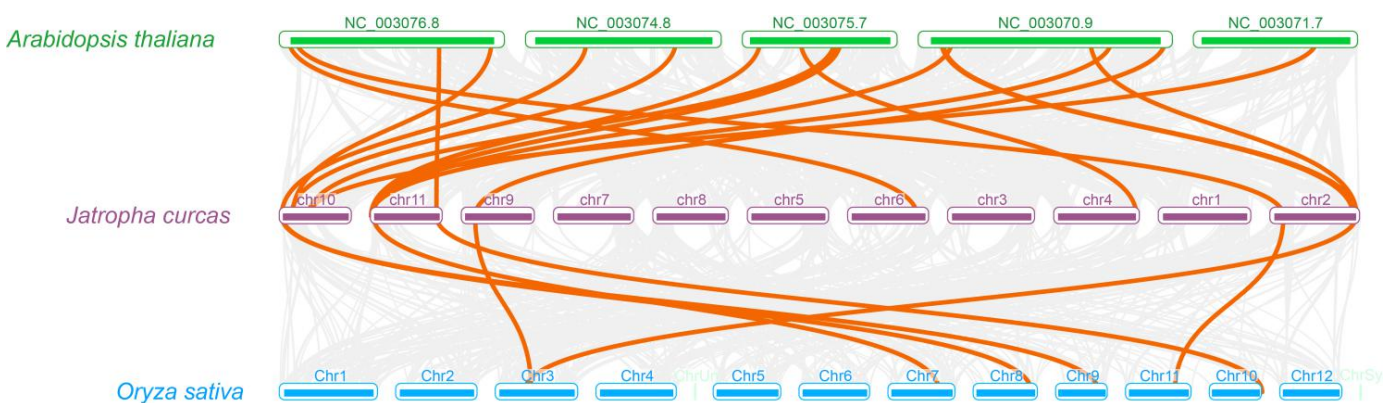 Arabidopsis thaliana NC_003076.8 NC_003074.8 NC_003075.7 NC_003070.9 NC_003071.7
Jatropha curcas chr10 chr11 chr9 chr7 chr8 chr5 chr6 chr3 chr4 chr1 chr2
Oryza sativa Chr1 Chr2 Chr3 Chr4 ChrUn Chr5 Chr6 Chr7 Chr8 Chr9 Chr11 Chr10 Chr12 ChrSy